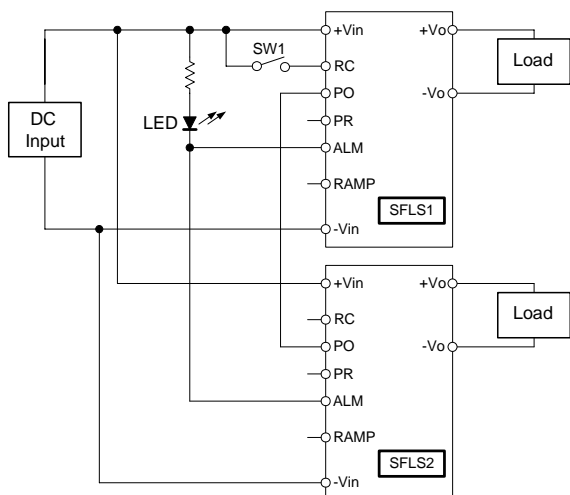 +Vin
+Vo
SW1
Load
RC
PO
-Vo
DC
Input
LED
PR
ALM
RAMP
SFLS1
-Vin
+Vin
+Vo
Load
RC
PO
-Vo
PR
ALM
RAMP
SFLS2
-Vin